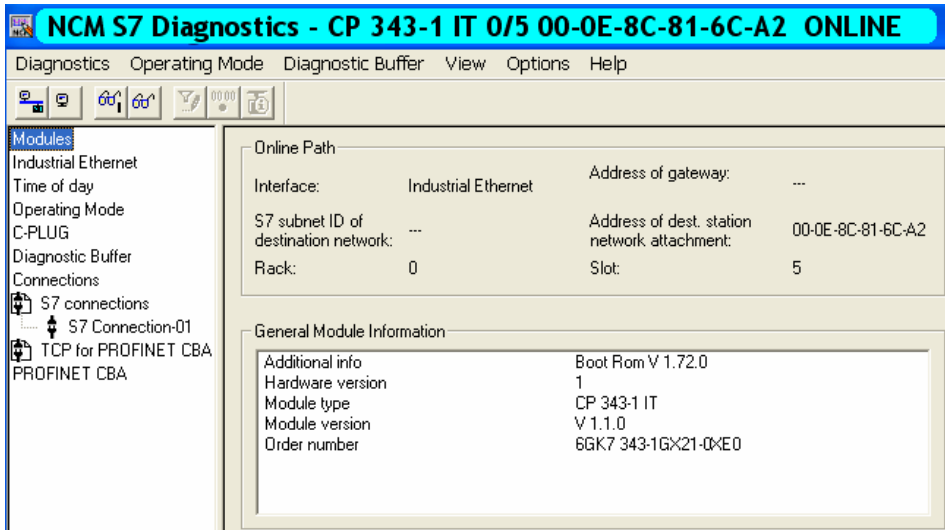 NCM S7 Diagnostics - CP 343-1 IT 0/5 00-0E-8C-81-6C-A2 ONLINE
Diagnostics Operating Mode Diagnostic Buffer View Options Help
Modules
Industrial Ethernet
Time of day
Operating Mode
C-PLUG
Diagnostic Buffer
Connections
S7 connections
S7 Connection-01
TCP for PROFINET CBA
PROFINET CBA
Online Path
Interface: Industrial Ethernet
Address of gateway: ---
S7 subnet ID of
destination network: ---
Address of dest. station
network attachment: 00-0E-8C-81-6C-A2
Rack: 0
Slot: 5
General Module Information
Additional info Boot Rom V 1.72.0
Hardware version 1
Module type CP 343-1 IT
Module version V 1.1.0
Order number 6GK7 343-1GX21-0XE0